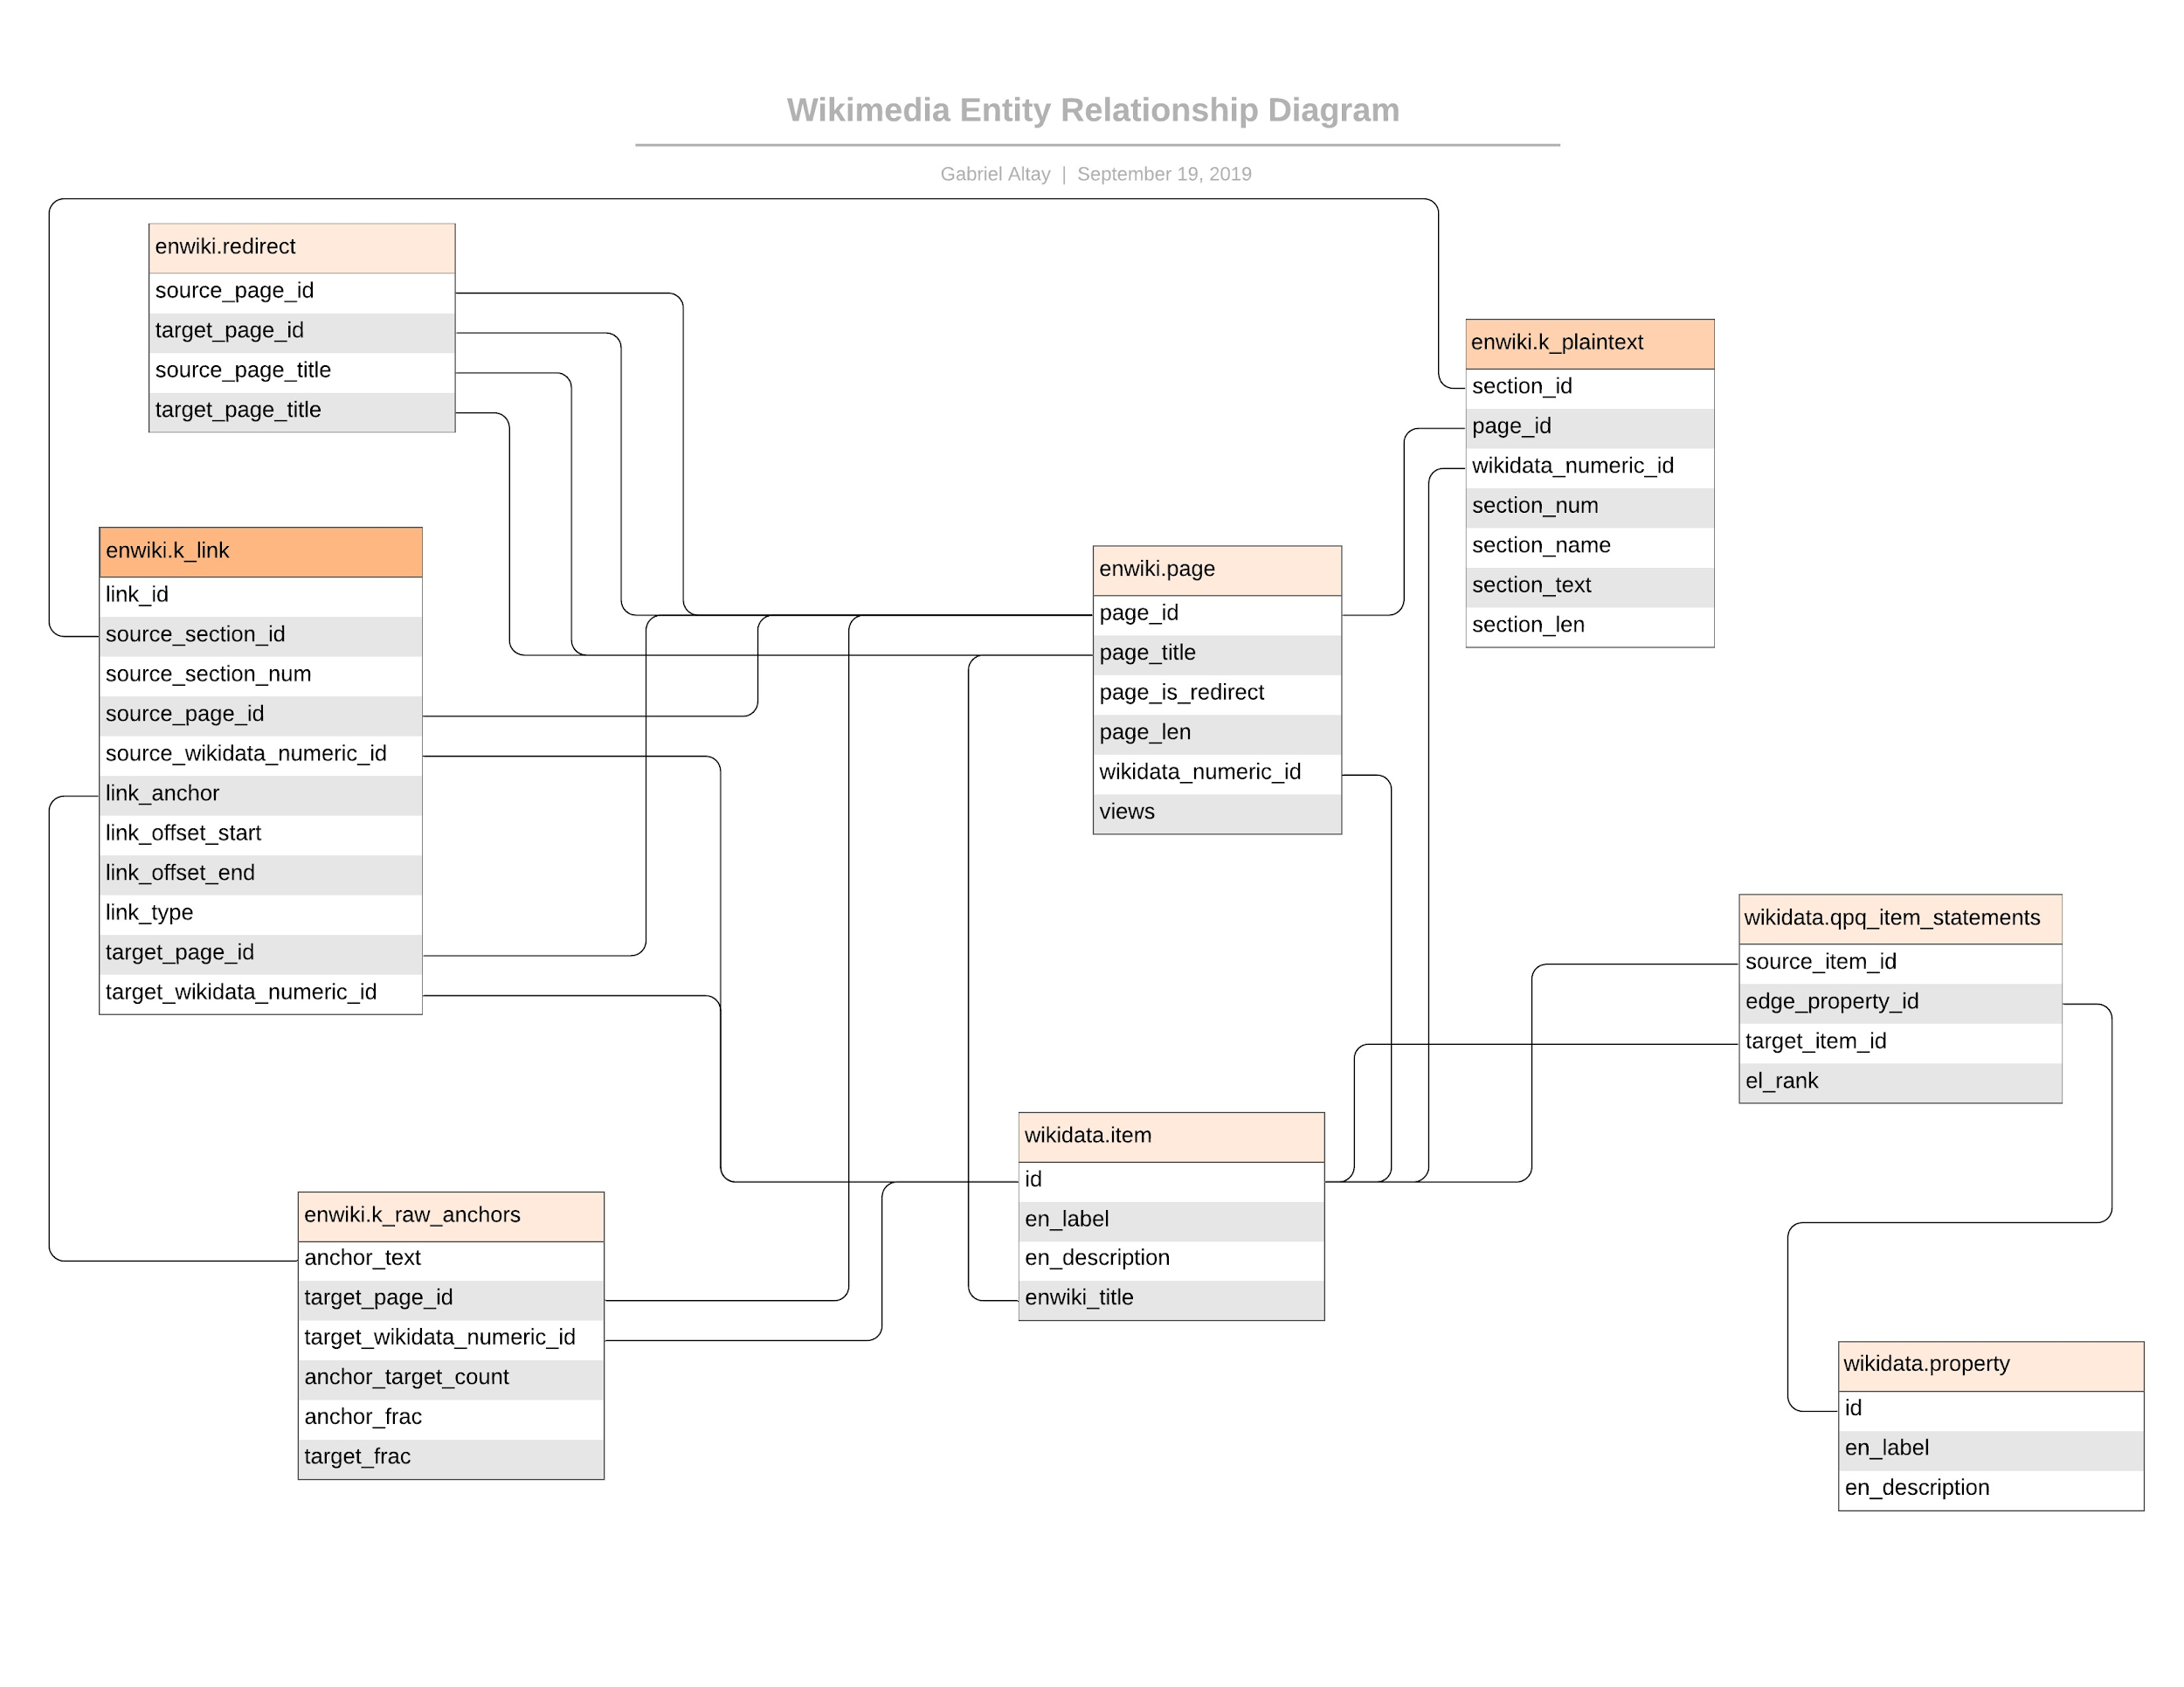 Wikimedia Entity Relationship Diagram
Gabriel Altay | September 19, 2019
enwiki.redirect
source_page_id
target_page_id
source_page_title
target_page_title
enwiki.k_plaintext
section_id
page_id
wikidata_numeric_id
section_num
section_name
section_text
section_len
enwiki.k_link
link_id
source_section_id
source_section_num
source_page_id
source_wikidata_numeric_id
link_anchor
link_offset_start
link_offset_end
link_type
target_page_id
target_wikidata_numeric_id
enwiki.page
page_id
page_title
page_is_redirect
page_len
wikidata_numeric_id
views
wikidata.qpq_item_statements
source_item_id
edge_property_id
target_item_id
el_rank
wikidata.item
id
en_label
en_description
enwiki_title
enwiki.k_raw_anchors
anchor_text
target_page_id
target_wikidata_numeric_id
anchor_target_count
anchor_frac
target_frac
wikidata.property
id
en_label
en_description